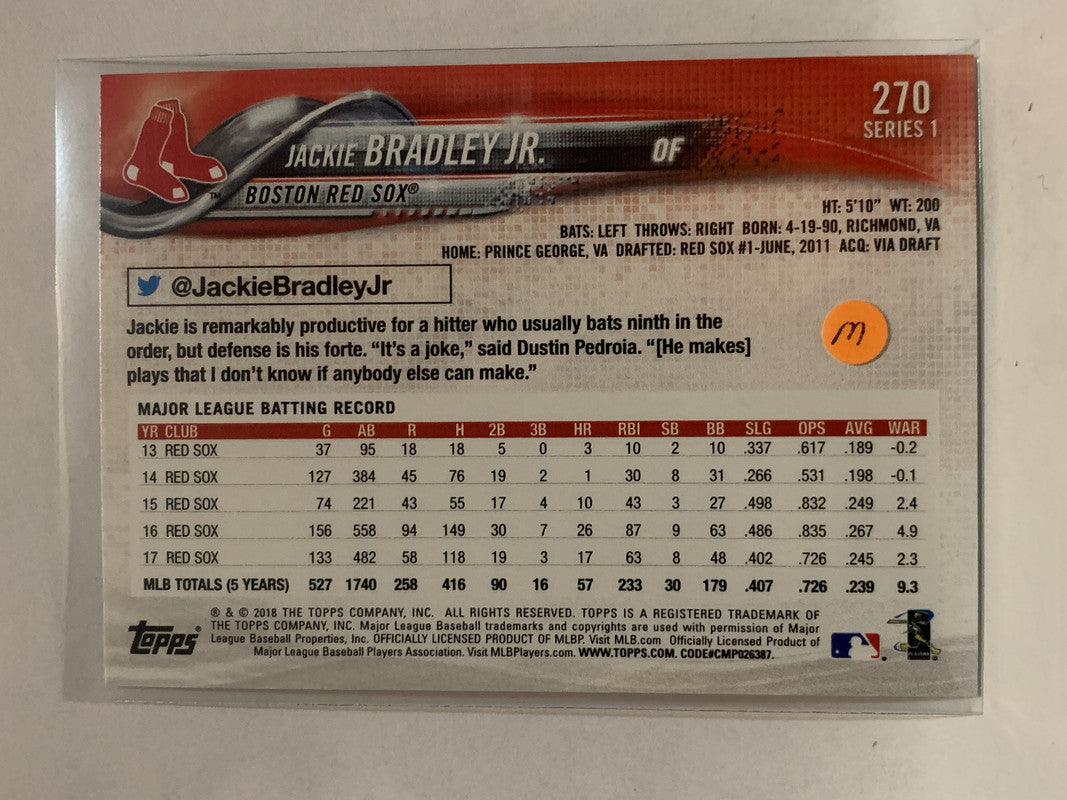 270
SERIES 1
JACKIE BRADLEY JR. OF
BOSTON RED SOX®
™
HT: 5'10" WT: 200
BATS: LEFT THROWS: RIGHT BORN: 4-19-90, RICHMOND, VA
HOME: PRINCE GEORGE, VA DRAFTED: RED SOX #1-JUNE, 2011 ACQ: VIA DRAFT
@JackieBradleyJr
Jackie is remarkably productive for a hitter who usually bats ninth in the
order, but defense is his forte. “It’s a joke,” said Dustin Pedroia. “[He makes]
plays that I don’t know if anybody else can make.”
m
MAJOR LEAGUE BATTING RECORD
YR CLUB G AB R H 2B 3B HR RBI SB BB SLG OPS AVG WAR
13 RED SOX 37 95 18 18 5 0 3 10 2 10 .337 .617 .189 -0.2
14 RED SOX 127 384 45 76 19 2 1 30 8 31 .266 .531 .198 -0.1
15 RED SOX 74 221 43 55 17 4 10 43 3 27 .498 .832 .249 2.4
16 RED SOX 156 558 94 149 30 7 26 87 9 63 .486 .835 .267 4.9
17 RED SOX 133 482 58 118 19 3 17 63 8 48 .402 .726 .245 2.3
MLB TOTALS (5 YEARS) 527 1740 258 416 90 16 57 233 30 179 .407 .726 .239 9.3
topps®
® & © 2018 THE TOPPS COMPANY, INC. ALL RIGHTS RESERVED. TOPPS IS A REGISTERED TRADEMARK OF
THE TOPPS COMPANY, INC. Major League Baseball trademarks and copyrights are used with permission of Major
League Baseball Properties, Inc. OFFICIALLY LICENSED PRODUCT OF MLBP. Visit MLB.com Officially Licensed Product of
Major League Baseball Players Association. Visit MLBPlayers.com. WWW.TOPPS.COM. CODE#CMP026387.
PLAYERS